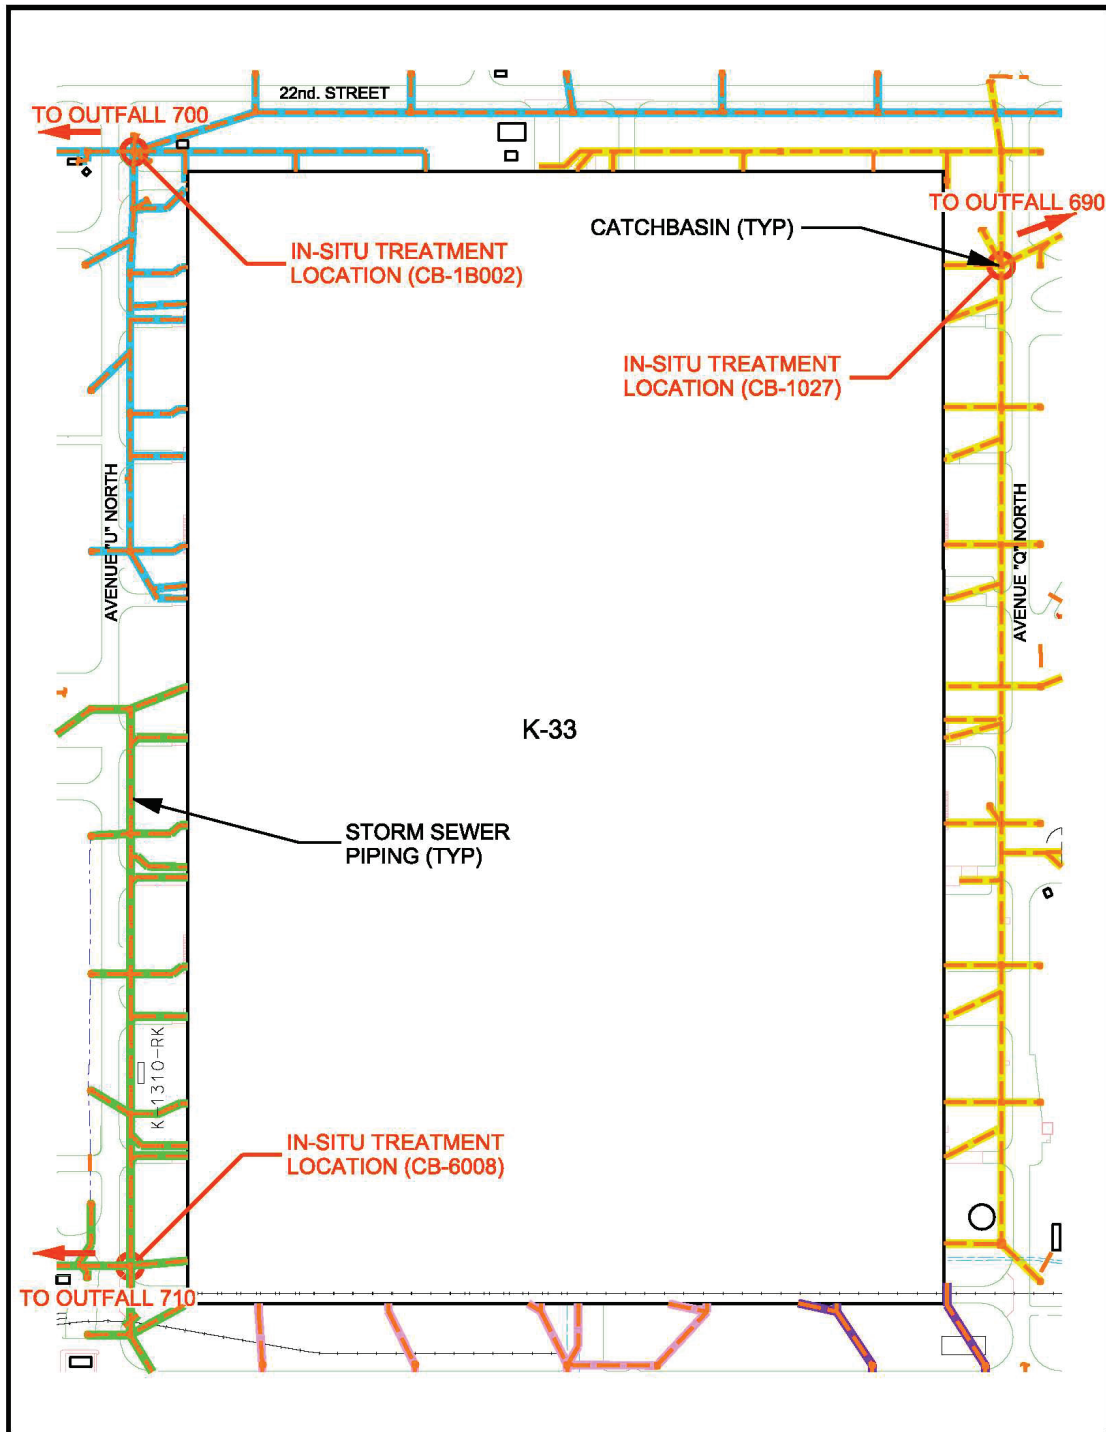 22nd. STREET
TO OUTFALL 700
TO OUTFALL 690
CATCHBASIN (TYP)
IN-SITU TREATMENT
LOCATION (CB-1B002)
IN-SITU TREATMENT
LOCATION (CB-1027)
AVENUE "U" NORTH
AVENUE "Q" NORTH
K-33
STORM SEWER
PIPING (TYP)
K-1310-RK
IN-SITU TREATMENT
LOCATION (CB-6008)
TO OUTFALL 710